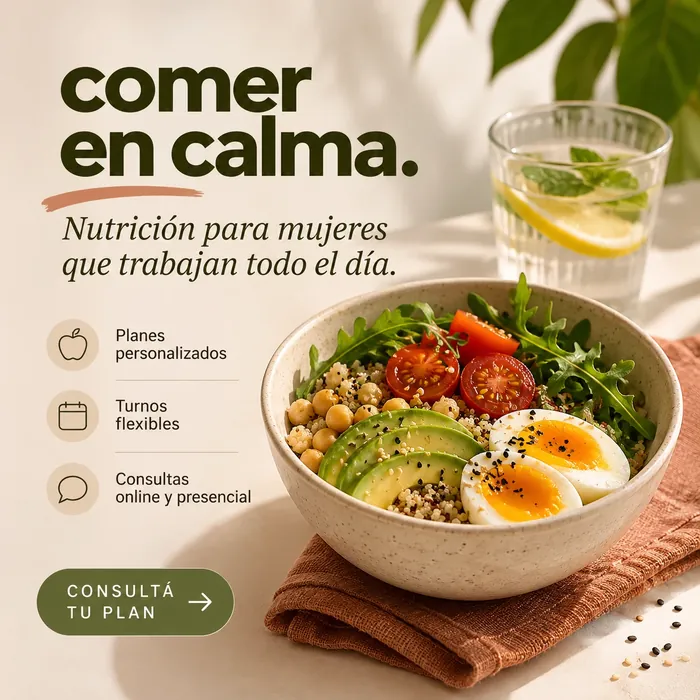 comer
en calma.
Nutrición para mujeres
que trabajan todo el día.
Planes
personalizados
Turnos
flexibles
Consultas
online y presencial
CONSULTÁ
TU PLAN